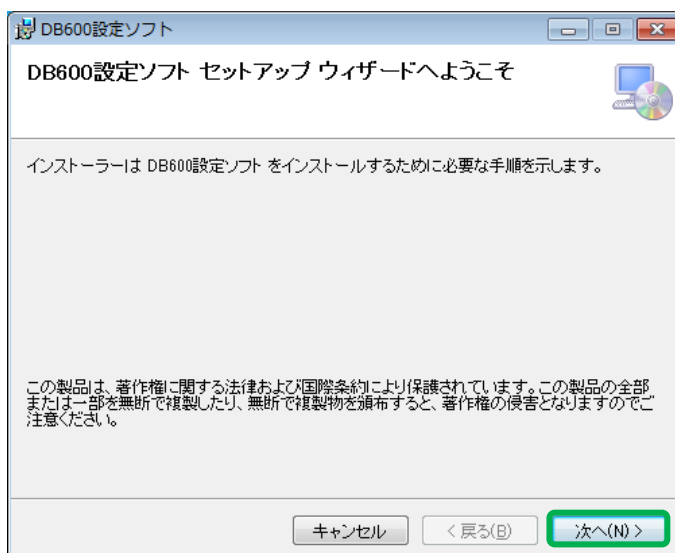 DB600設定ソフト
DB600設定ソフト セットアップ ウィザードへようこそ
インストーラーは DB600設定ソフト をインストールするために必要な手順を示します。
この製品は、著作権に関する法律および国際条約により保護されています。この製品の全部
または一部を無断で複製したり、無断で複製物を頒布すると、著作権の侵害となりますのでご
注意ください。
キャンセル
< 戻る(B)
次へ(N) >